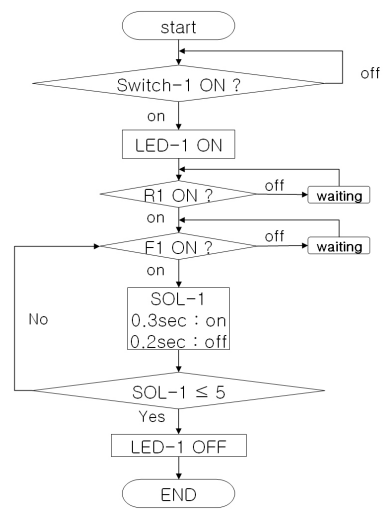 start
off
Switch-1 ON ?
on
LED-1 ON
R1 ON ?
off
waiting
on
F1 ON ?
off
waiting
on
SOL-1
0.3sec : on
0.2sec : off
No
SOL-1 ≤ 5
Yes
LED-1 OFF
END